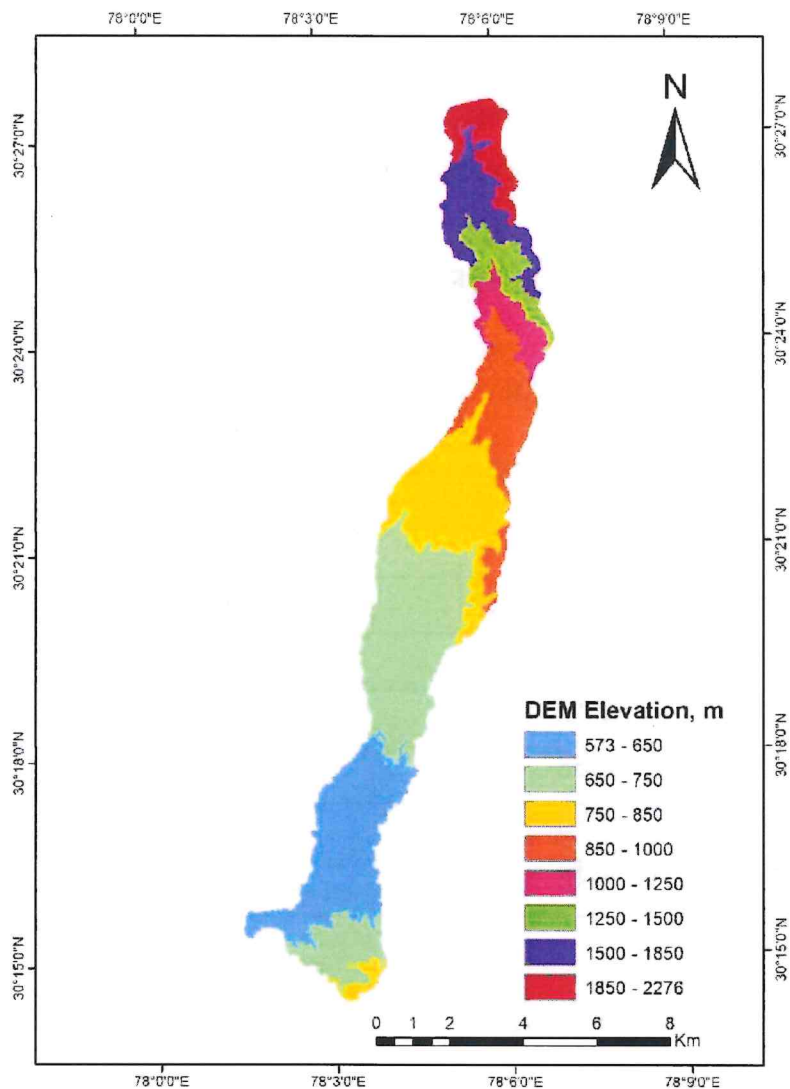 78°0'0"E 78°3'0"E 78°6'0"E 78°9'0"E
N
30°27'0"N 30°27'0"N
30°24'0"N 30°24'0"N
30°21'0"N 30°21'0"N
DEM Elevation, m
573 - 650
30°18'0"N 30°18'0"N
650 - 750
750 - 850
850 - 1000
1000 - 1250
1250 - 1500
1500 - 1850
30°15'0"N 30°15'0"N
1850 - 2276
0 1 2 4 6 8
Km
78°0'0"E 78°3'0"E 78°6'0"E 78°9'0"E